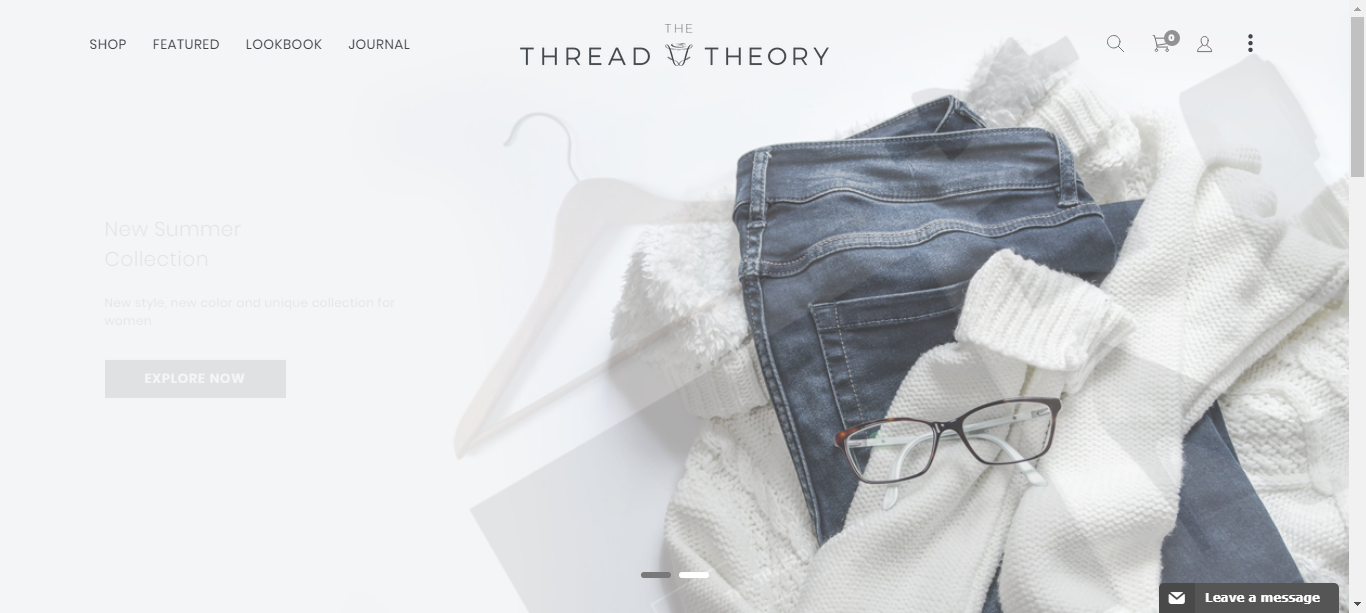 SHOP FEATURED LOOKBOOK JOURNAL
THE
THREAD THEORY
0
New Summer
Collection
New style, new color and unique collection for
women
EXPLORE NOW
Leave a message